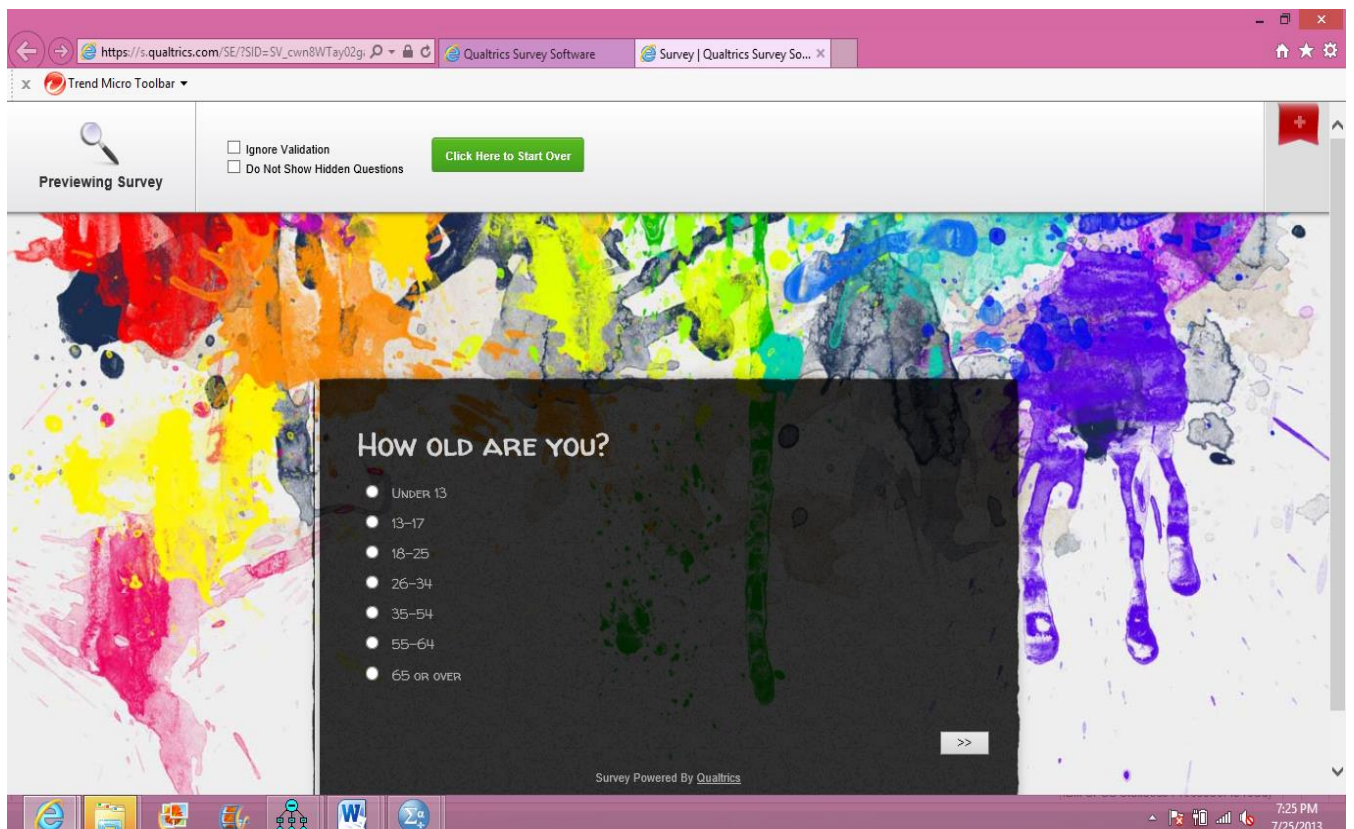 https://s.qualtrics.com/SE/?SID=SV_cwn8WTay02g
Qualtrics Survey Software
Survey | Qualtrics Survey So...
x Trend Micro Toolbar
Previewing Survey
Ignore Validation
Do Not Show Hidden Questions
Click Here to Start Over
How old are you?
Under 13
13-17
18-25
26-34
35-54
55-64
65 or over
>>
Survey Powered By Qualtrics
7:25 PM
7/25/2013